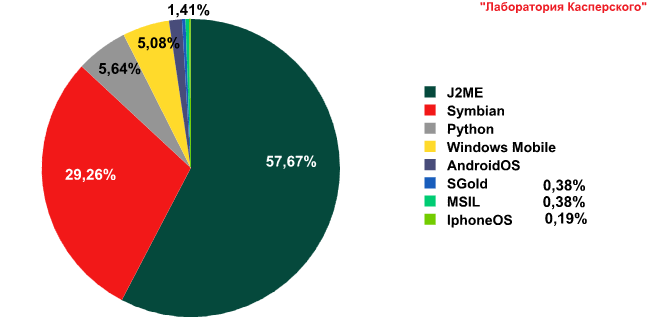 "Лаборатория Касперского"
1,41%
5,08%
5,64%
29,26%
57,67%
J2ME
Symbian
Python
Windows Mobile
AndroidOS
SGold 0,38%
MSIL 0,38%
IphoneOS 0,19%